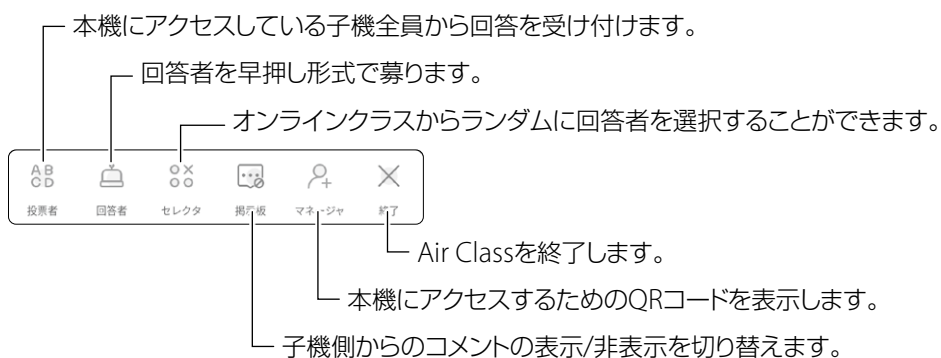 本機にアクセスしている子機全員から回答を受け付けます。
回答者を早押し形式で募ります。
オンラインクラスからランダムに回答者を選択することができます。
A B
C D
投票者
回答者
セレクタ
掲示板
マネージャ
終了
Air Classを終了します。
本機にアクセスするためのQRコードを表示します。
子機側からのコメントの表示/非表示を切り替えます。